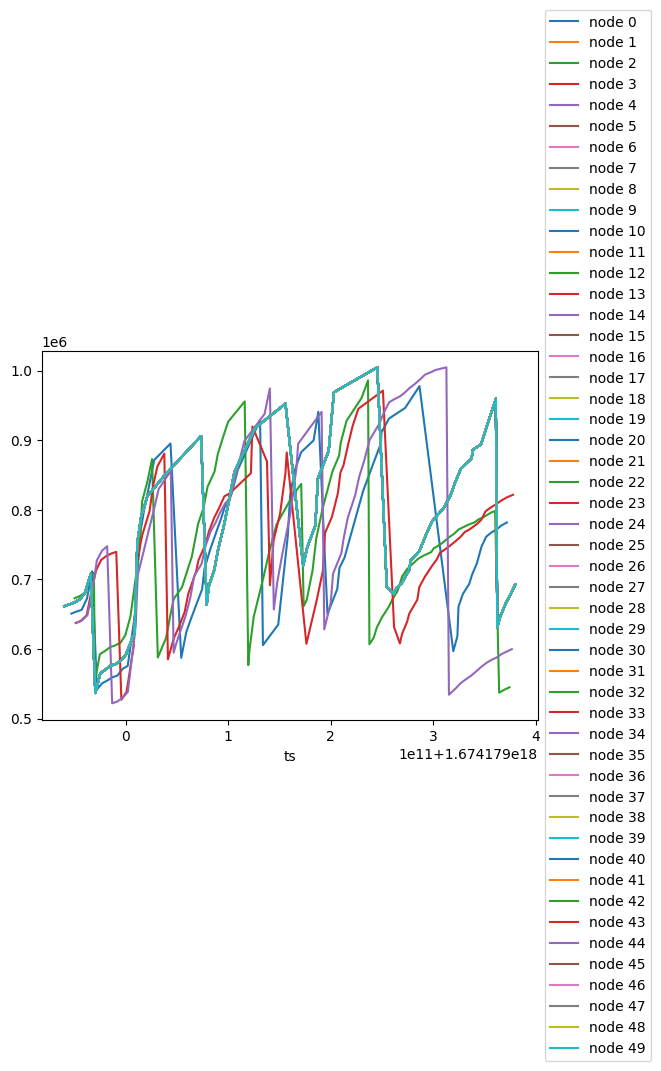 node 0
node 1
node 2
node 3
node 4
node 5
node 6
node 7
node 8
node 9
node 10
node 11
node 12
node 13
node 14
node 15
node 16
node 17
node 18
node 19
node 20
node 21
node 22
node 23
node 24
node 25
node 26
node 27
node 28
node 29
node 30
node 31
node 32
node 33
node 34
node 35
node 36
node 37
node 38
node 39
node 40
node 41
node 42
node 43
node 44
node 45
node 46
node 47
node 48
node 49
1e6
1.0
0.9
0.8
0.7
0.6
0.5
0 1 2 3 4
ts
1e11+1.674179e18